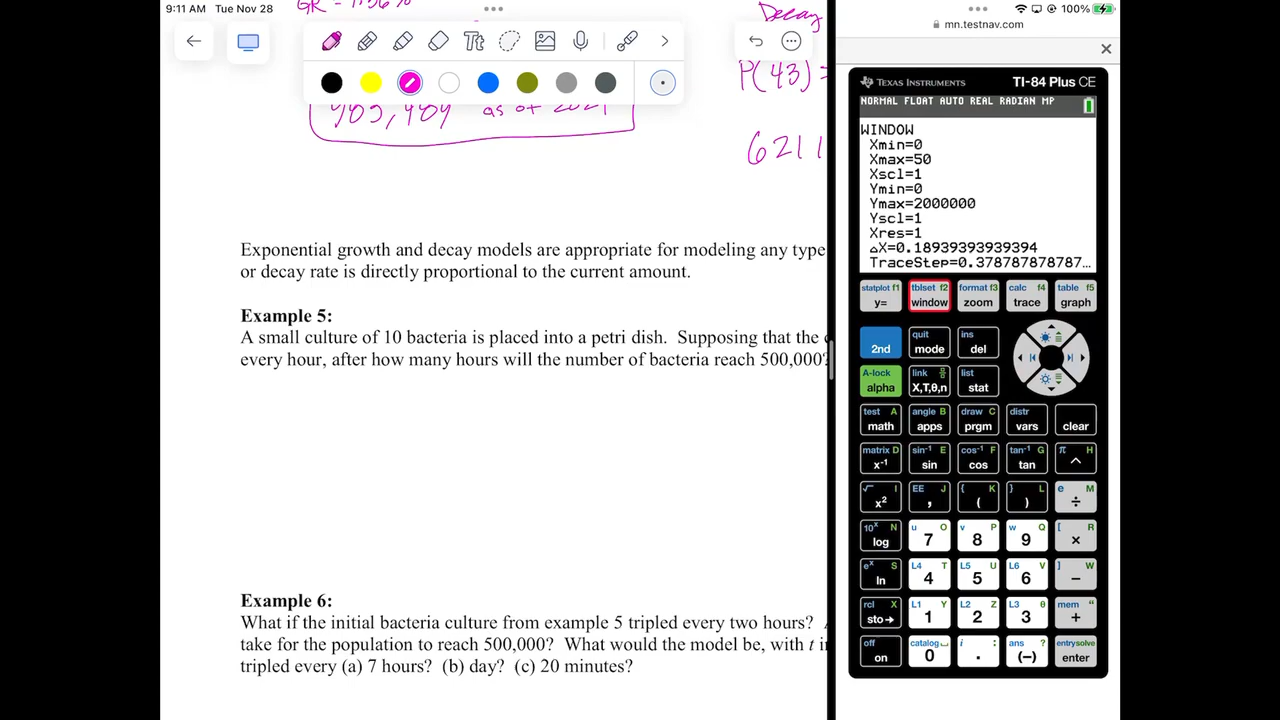 9:11 AM Tue Nov 28
100%
mn.testnav.com
Tt
Decay
P(43) =
as of 2021
6211
Exponential growth and decay models are appropriate for modeling any type
or decay rate is directly proportional to the current amount.
Example 5:
A small culture of 10 bacteria is placed into a petri dish. Supposing that the
every hour, after how many hours will the number of bacteria reach 500,000?
Example 6:
What if the initial bacteria culture from example 5 tripled every two hours?
take for the population to reach 500,000? What would the model be, with t in
tripled every (a) 7 hours? (b) day? (c) 20 minutes?
TEXAS INSTRUMENTS TI-84 Plus CE
NORMAL FLOAT AUTO REAL RADIAN MP
WINDOW
Xmin=0
Xmax=50
Xscl=1
Ymin=0
Ymax=2000000
Yscl=1
Xres=1
△X=0.18939393939394
TraceStep=0.378787878787...
statplot f1 tblset f2 format f3 calc f4 table f5
y= window zoom trace graph
quit ins
2nd mode del
A-lock link list
alpha X,T,θ,n stat
test A angle B draw C distr
math apps prgm vars clear
matrix D sin⁻¹ E cos⁻¹ F tan⁻¹ G π H
x⁻¹ sin cos tan ^
√ I EE J { K } L e M
x² , ( ) ÷
10ˣ N u O v P w Q [ R
log 7 8 9 ×
eˣ S L4 T L5 U L6 V ] W
ln 4 5 6 −
rcl X L1 Y L2 Z L3 θ mem "
sto→ 1 2 3 +
off catalog i : ans ? entry solve
on 0 . (−) enter